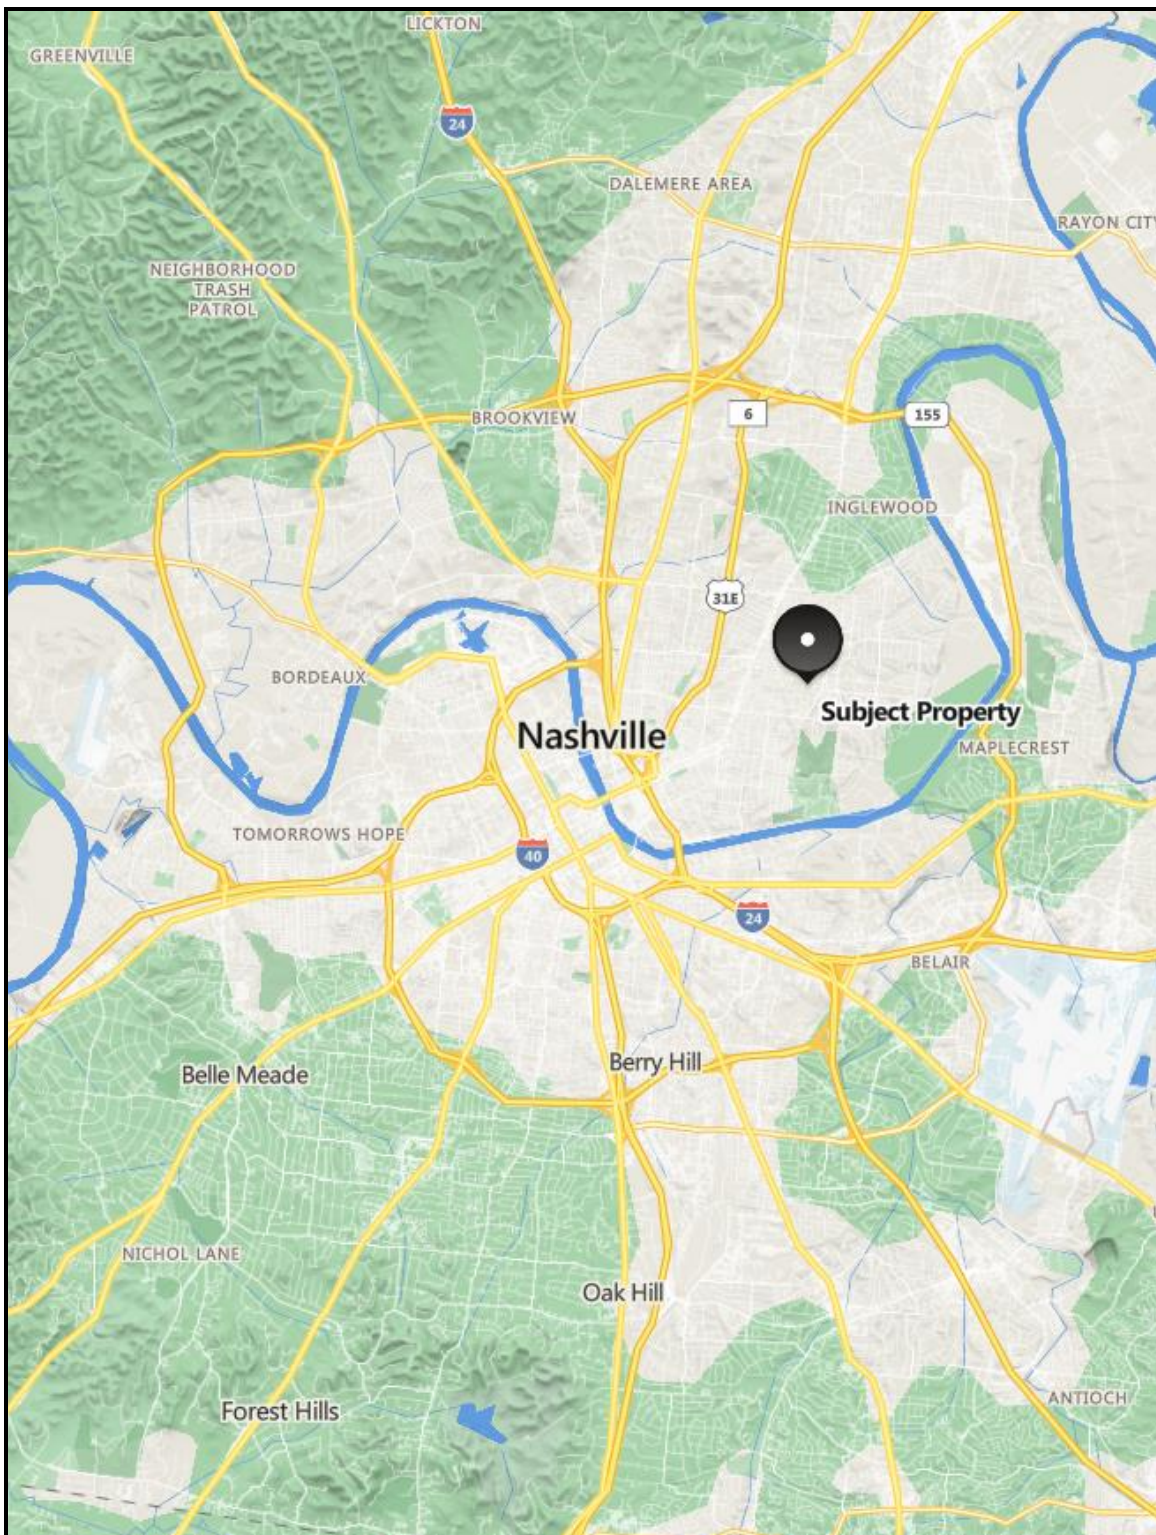 LICKTON
GREENVILLE
24
DALEMERE AREA
RAYON CITY
NEIGHBORHOOD
TRASH
PATROL
BROOKVIEW
6
155
INGLEWOOD
31E
BORDEAUX
Subject Property
Nashville
MAPLECREST
TOMORROWS HOPE
40
24
BELAIR
Berry Hill
Belle Meade
NICHOL LANE
Oak Hill
ANTIOCH
Forest Hills